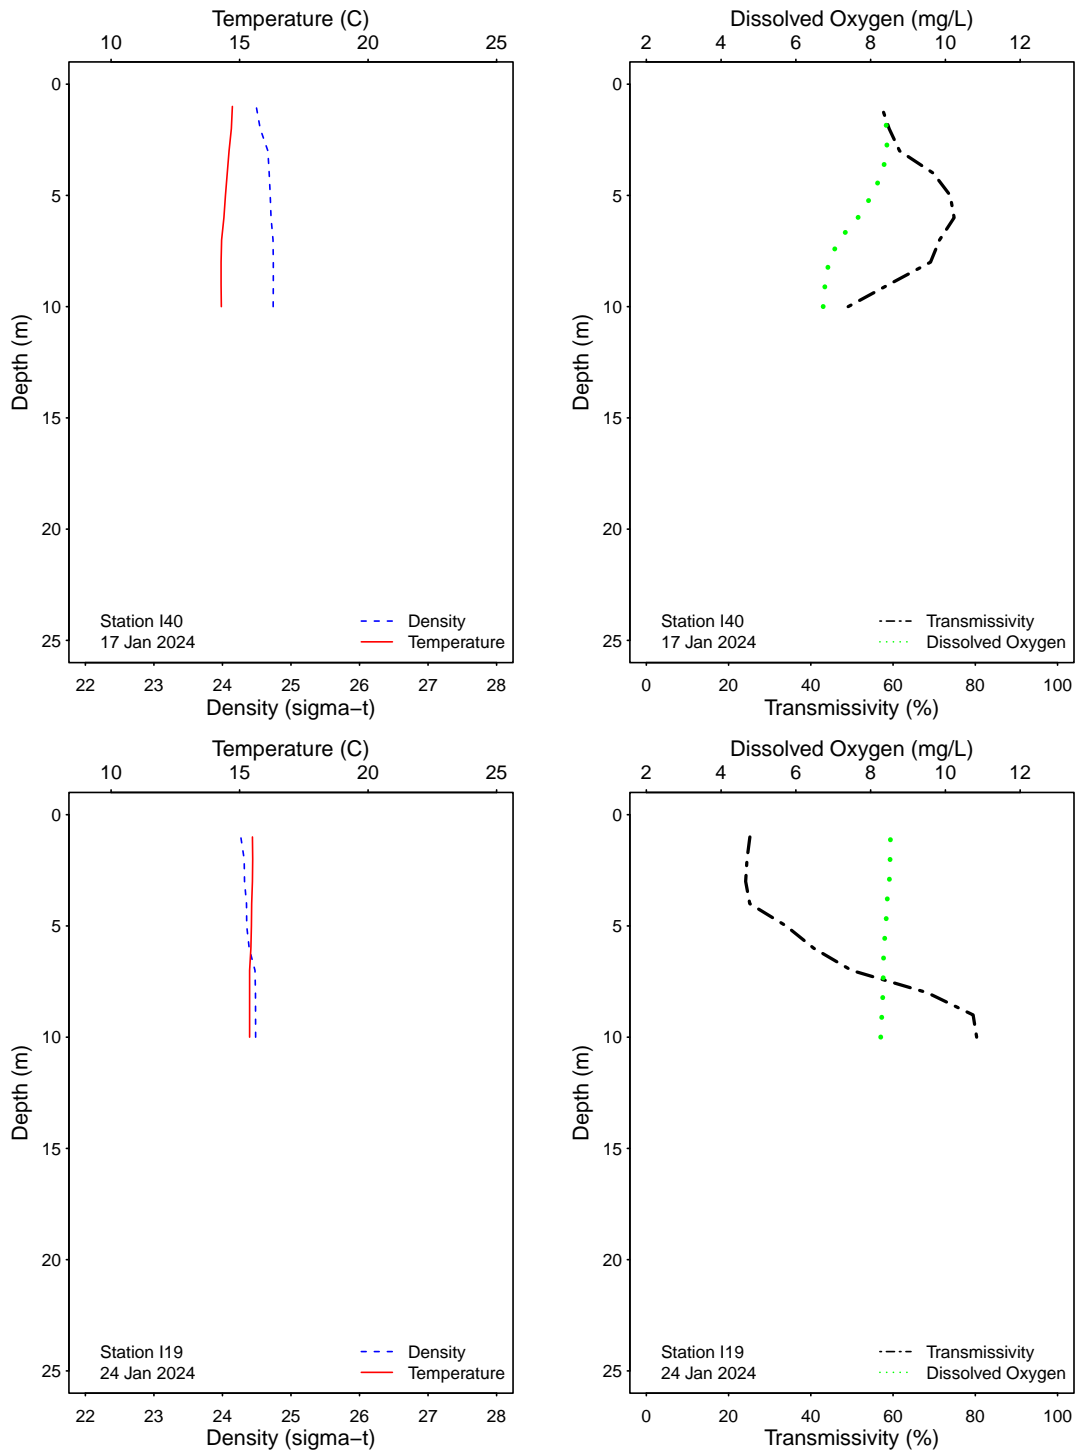 Temperature (C)
10 15 20 25
0
5
10
15
20
25
Depth (m)
Station I40
17 Jan 2024
Density
Temperature
22 23 24 25 26 27 28
Density (sigma−t)
Dissolved Oxygen (mg/L)
2 4 6 8 10 12
0
5
10
15
20
25
Depth (m)
Station I40
17 Jan 2024
Transmissivity
Dissolved Oxygen
0 20 40 60 80 100
Transmissivity (%)
Temperature (C)
10 15 20 25
0
5
10
15
20
25
Depth (m)
Station I19
24 Jan 2024
Density
Temperature
22 23 24 25 26 27 28
Density (sigma−t)
Dissolved Oxygen (mg/L)
2 4 6 8 10 12
0
5
10
15
20
25
Depth (m)
Station I19
24 Jan 2024
Transmissivity
Dissolved Oxygen
0 20 40 60 80 100
Transmissivity (%)